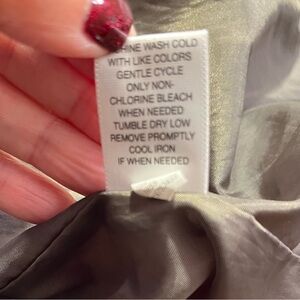 HINE WASH COLD
WITH LIKE COLORS
GENTLE CYCLE
ONLY NON-
CHLORINE BLEACH
WHEN NEEDED
TUMBLE DRY LOW
REMOVE PROMPTLY
COOL IRON
IF WHEN NEEDED